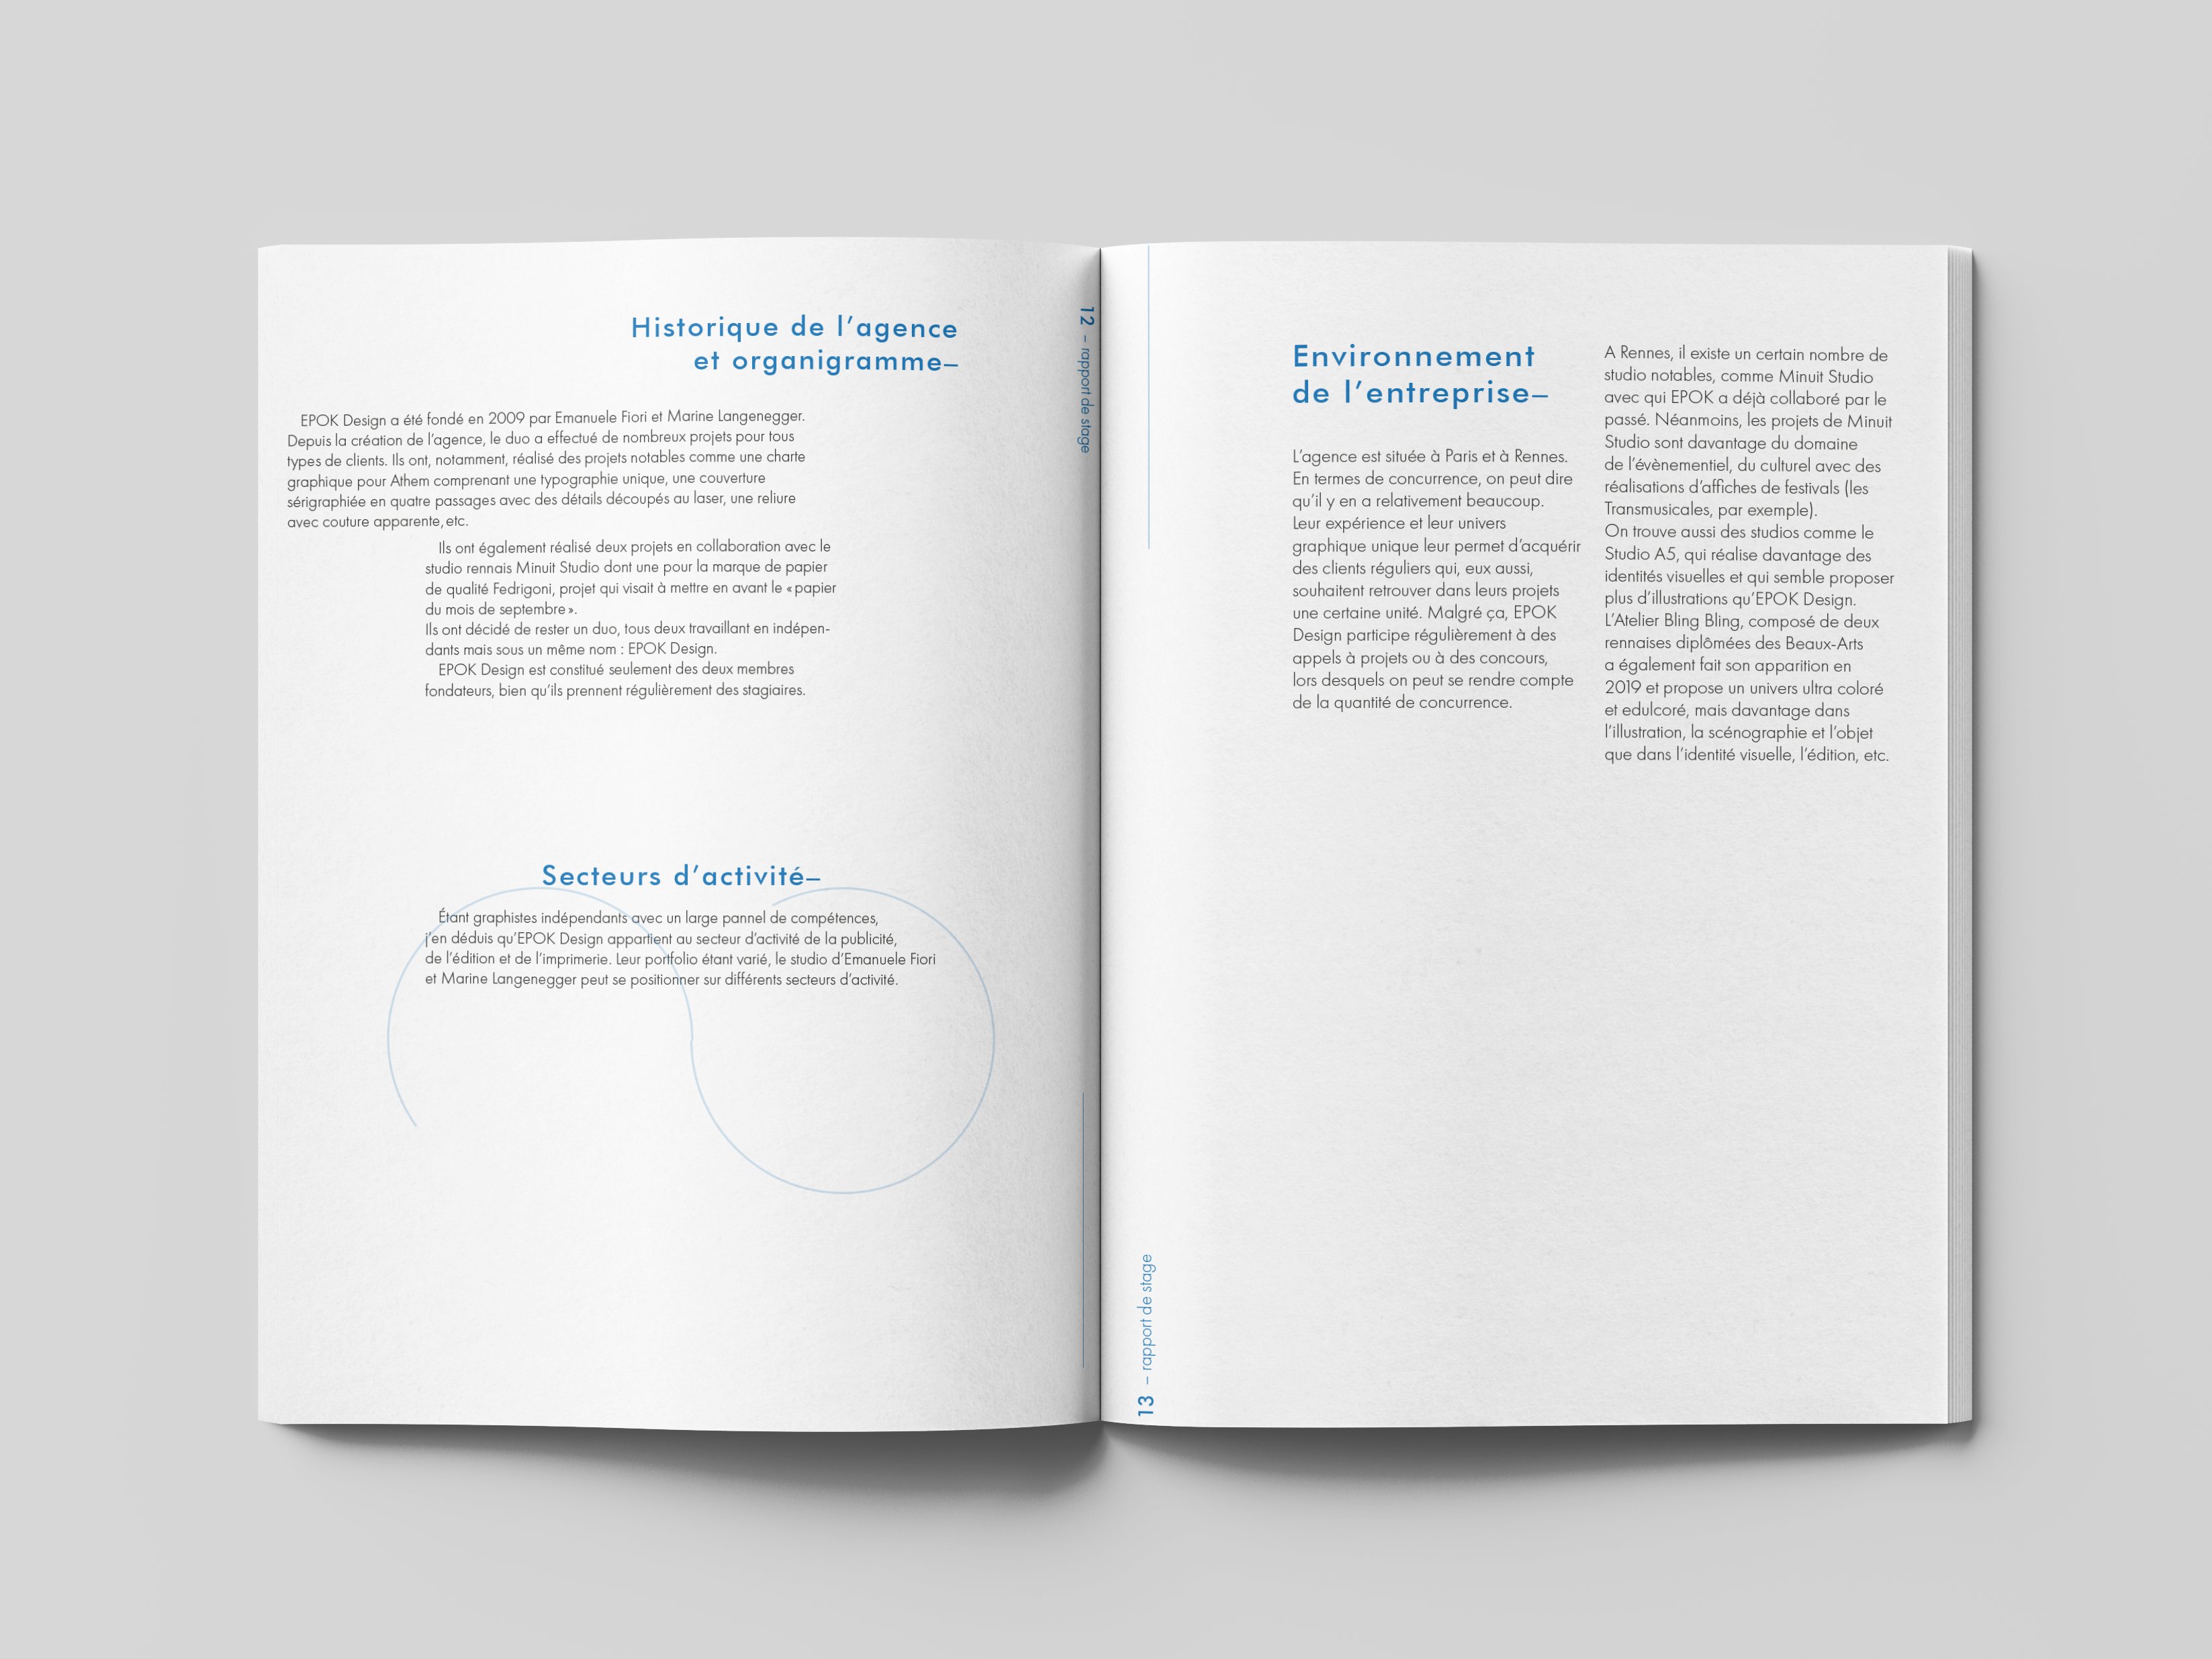 Historique de l'agence
et organigramme–
EPOK Design a été fondé en 2009 par Emanuele Fiori et Marine Langenegger.
Depuis la création de l'agence, le duo a effectué de nombreux projets pour tous
types de clients. Ils ont, notamment, réalisé des projets notables comme une charte
graphique pour Athem comprenant une typographie unique, une couverture
sérigraphiée en quatre passages avec des détails découpés au laser, une reliure
avec couture apparente, etc.
Ils ont également réalisé deux projets en collaboration avec le
studio rennais Minuit Studio dont une pour la marque de papier
de qualité Fedrigoni, projet qui visait à mettre en avant le « papier
du mois de septembre ».
Ils ont décidé de rester un duo, tous deux travaillant en indépen-
dants mais sous un même nom : EPOK Design.
EPOK Design est constitué seulement des deux membres
fondateurs, bien qu'ils prennent régulièrement des stagiaires.
Secteurs d'activité–
Étant graphistes indépendants avec un large pannel de compétences,
j'en déduis qu'EPOK Design appartient au secteur d'activité de la publicité,
de l'édition et de l'imprimerie. Leur portfolio étant varié, le studio d'Emanuele Fiori
et Marine Langenegger peut se positionner sur différents secteurs d'activité.
12 – rapport de stage
Environnement
de l'entreprise–
L'agence est située à Paris et à Rennes.
En termes de concurrence, on peut dire
qu'il y en a relativement beaucoup.
Leur expérience et leur univers
graphique unique leur permet d'acquérir
des clients réguliers qui, eux aussi,
souhaitent retrouver dans leurs projets
une certaine unité. Malgré ça, EPOK
Design participe régulièrement à des
appels à projets ou à des concours,
lors desquels on peut se rendre compte
de la quantité de concurrence.
A Rennes, il existe un certain nombre de
studio notables, comme Minuit Studio
avec qui EPOK a déjà collaboré par le
passé. Néanmoins, les projets de Minuit
Studio sont davantage du domaine
de l'évènementiel, du culturel avec des
réalisations d'affiches de festivals (les
Transmusicales, par exemple).
On trouve aussi des studios comme le
Studio A5, qui réalise davantage des
identités visuelles et qui semble proposer
plus d'illustrations qu'EPOK Design.
L'Atelier Bling Bling, composé de deux
rennaises diplômées des Beaux-Arts
a également fait son apparition en
2019 et propose un univers ultra coloré
et edulcoré, mais davantage dans
l'illustration, la scénographie et l'objet
que dans l'identité visuelle, l'édition, etc.
13 – rapport de stage